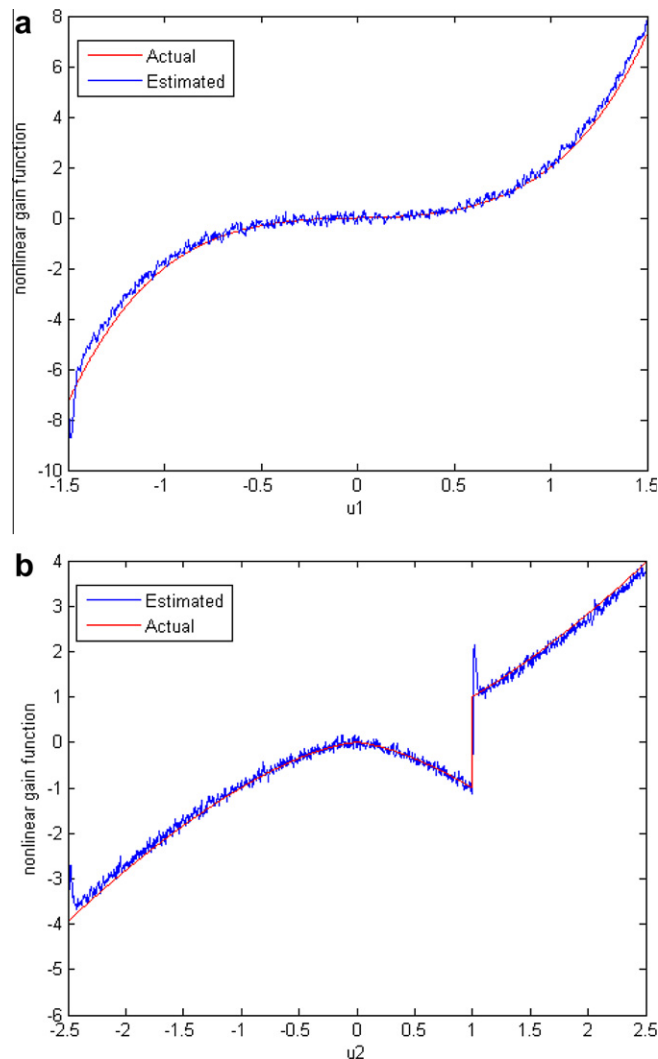 a
8
Actual
Estimated
6
4
2
0
-2
-4
-6
-8
-10
nonlinear gain function
-1.5 -1 -0.5 0 0.5 1 1.5
u1
b
4
Estimated
Actual
3
2
1
0
-1
-2
-3
-4
-5
-6
nonlinear gain function
-2.5 -2 -1.5 -1 -0.5 0 0.5 1 1.5 2 2.5
u2